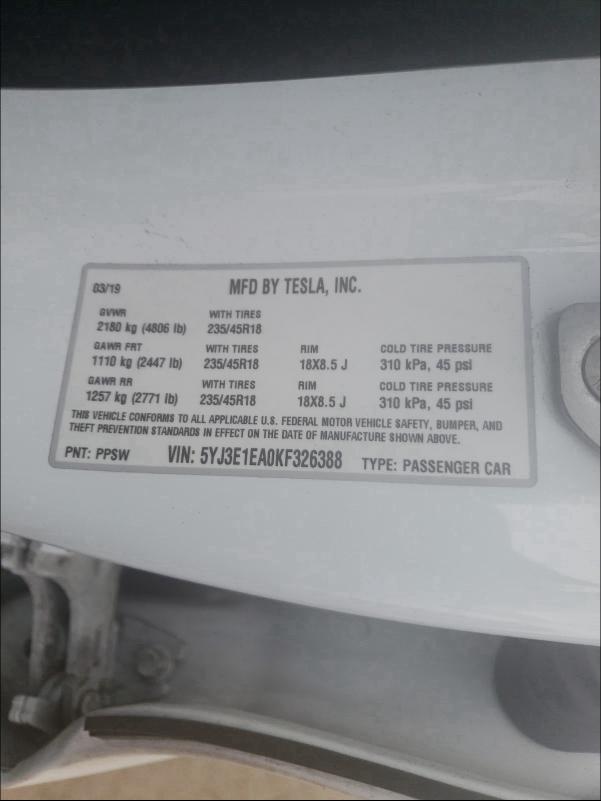 03/19 MFD BY TESLA, INC.
GVWR WITH TIRES
2180 kg (4806 lb) 235/45R18
GAWR FRT WITH TIRES RIM COLD TIRE PRESSURE
1110 kg (2447 lb) 235/45R18 18X8.5 J 310 kPa, 45 psi
GAWR RR WITH TIRES RIM COLD TIRE PRESSURE
1257 kg (2771 lb) 235/45R18 18X8.5 J 310 kPa, 45 psi
THIS VEHICLE CONFORMS TO ALL APPLICABLE U.S. FEDERAL MOTOR VEHICLE SAFETY, BUMPER, AND
THEFT PREVENTION STANDARDS IN EFFECT ON THE DATE OF MANUFACTURE SHOWN ABOVE.
PNT: PPSW VIN: 5YJ3E1EA0KF326388 TYPE: PASSENGER CAR